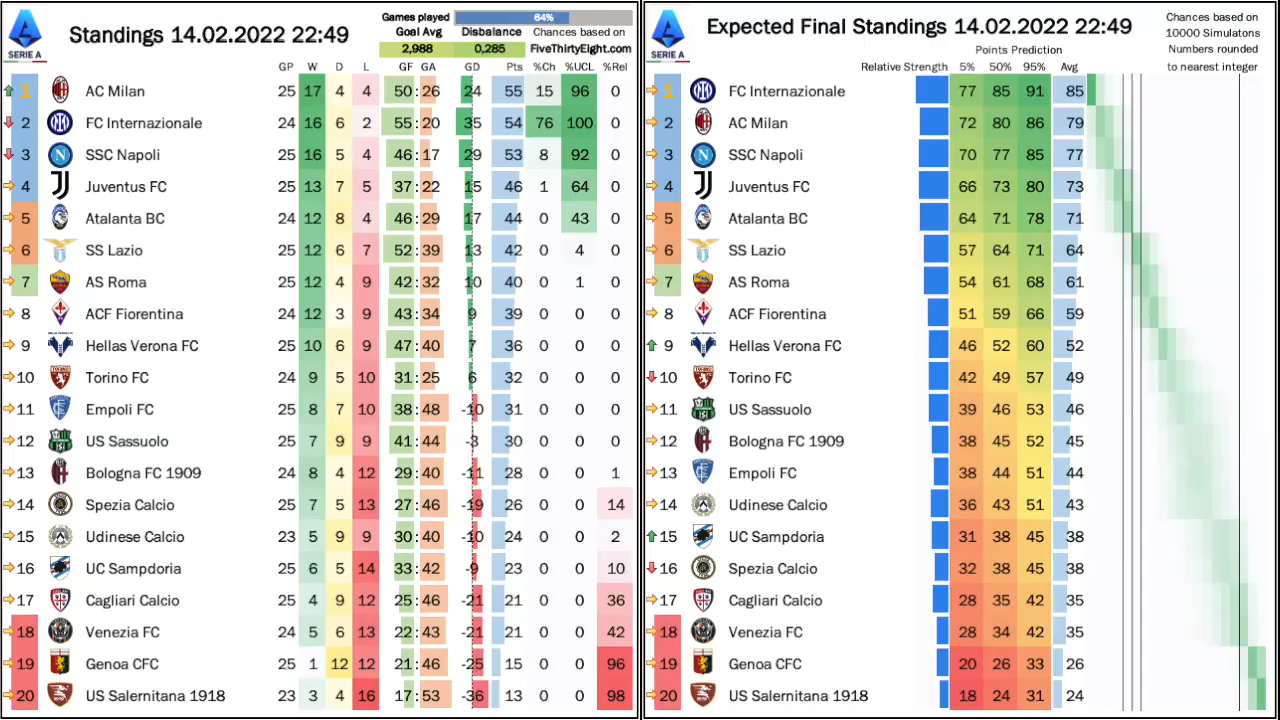 Standings 14.02.2022 22:49
SERIE A
Games played 64%
Goal Avg Disbalance Chances based on
2,988 0,285 FiveThirtyEight.com
GP W D L GF GA GD Pts %Ch %UCL %Rel
1 AC Milan 25 17 4 4 50:26 24 55 15 96 0
2 FC Internazionale 24 16 6 2 55:20 35 54 76 100 0
3 SSC Napoli 25 16 5 4 46:17 29 53 8 92 0
4 Juventus FC 25 13 7 5 37:22 15 46 1 64 0
5 Atalanta BC 24 12 8 4 46:29 17 44 0 43 0
6 SS Lazio 25 12 6 7 52:39 13 42 0 4 0
7 AS Roma 25 12 4 9 42:32 10 40 0 1 0
8 ACF Fiorentina 24 12 3 9 43:34 9 39 0 0 0
9 Hellas Verona FC 25 10 6 9 47:40 7 36 0 0 0
10 Torino FC 24 9 5 10 31:25 6 32 0 0 0
11 Empoli FC 25 8 7 10 38:48 -10 31 0 0 0
12 US Sassuolo 25 7 9 9 41:44 -3 30 0 0 0
13 Bologna FC 1909 24 8 4 12 29:40 -11 28 0 0 1
14 Spezia Calcio 25 7 5 13 27:46 -19 26 0 0 14
15 Udinese Calcio 23 5 9 9 30:40 -10 24 0 0 2
16 UC Sampdoria 25 6 5 14 33:42 -9 23 0 0 10
17 Cagliari Calcio 25 4 9 12 25:46 -21 21 0 0 36
18 Venezia FC 24 5 6 13 22:43 -21 21 0 0 42
19 Genoa CFC 25 1 12 12 21:46 -25 15 0 0 96
20 US Salernitana 1918 23 3 4 16 17:53 -36 13 0 0 98
Expected Final Standings 14.02.2022 22:49
SERIE A
Chances based on
10000 Simulatons
Numbers rounded
to nearest integer
Points Prediction
Relative Strength 5% 50% 95% Avg
1 FC Internazionale 77 85 91 85
2 AC Milan 72 80 86 79
3 SSC Napoli 70 77 85 77
4 Juventus FC 66 73 80 73
5 Atalanta BC 64 71 78 71
6 SS Lazio 57 64 71 64
7 AS Roma 54 61 68 61
8 ACF Fiorentina 51 59 66 59
9 Hellas Verona FC 46 52 60 52
10 Torino FC 42 49 57 49
11 US Sassuolo 39 46 53 46
12 Bologna FC 1909 38 45 52 45
13 Empoli FC 38 44 51 44
14 Udinese Calcio 36 43 51 43
15 UC Sampdoria 31 38 45 38
16 Spezia Calcio 32 38 45 38
17 Cagliari Calcio 28 35 42 35
18 Venezia FC 28 34 42 35
19 Genoa CFC 20 26 33 26
20 US Salernitana 1918 18 24 31 24